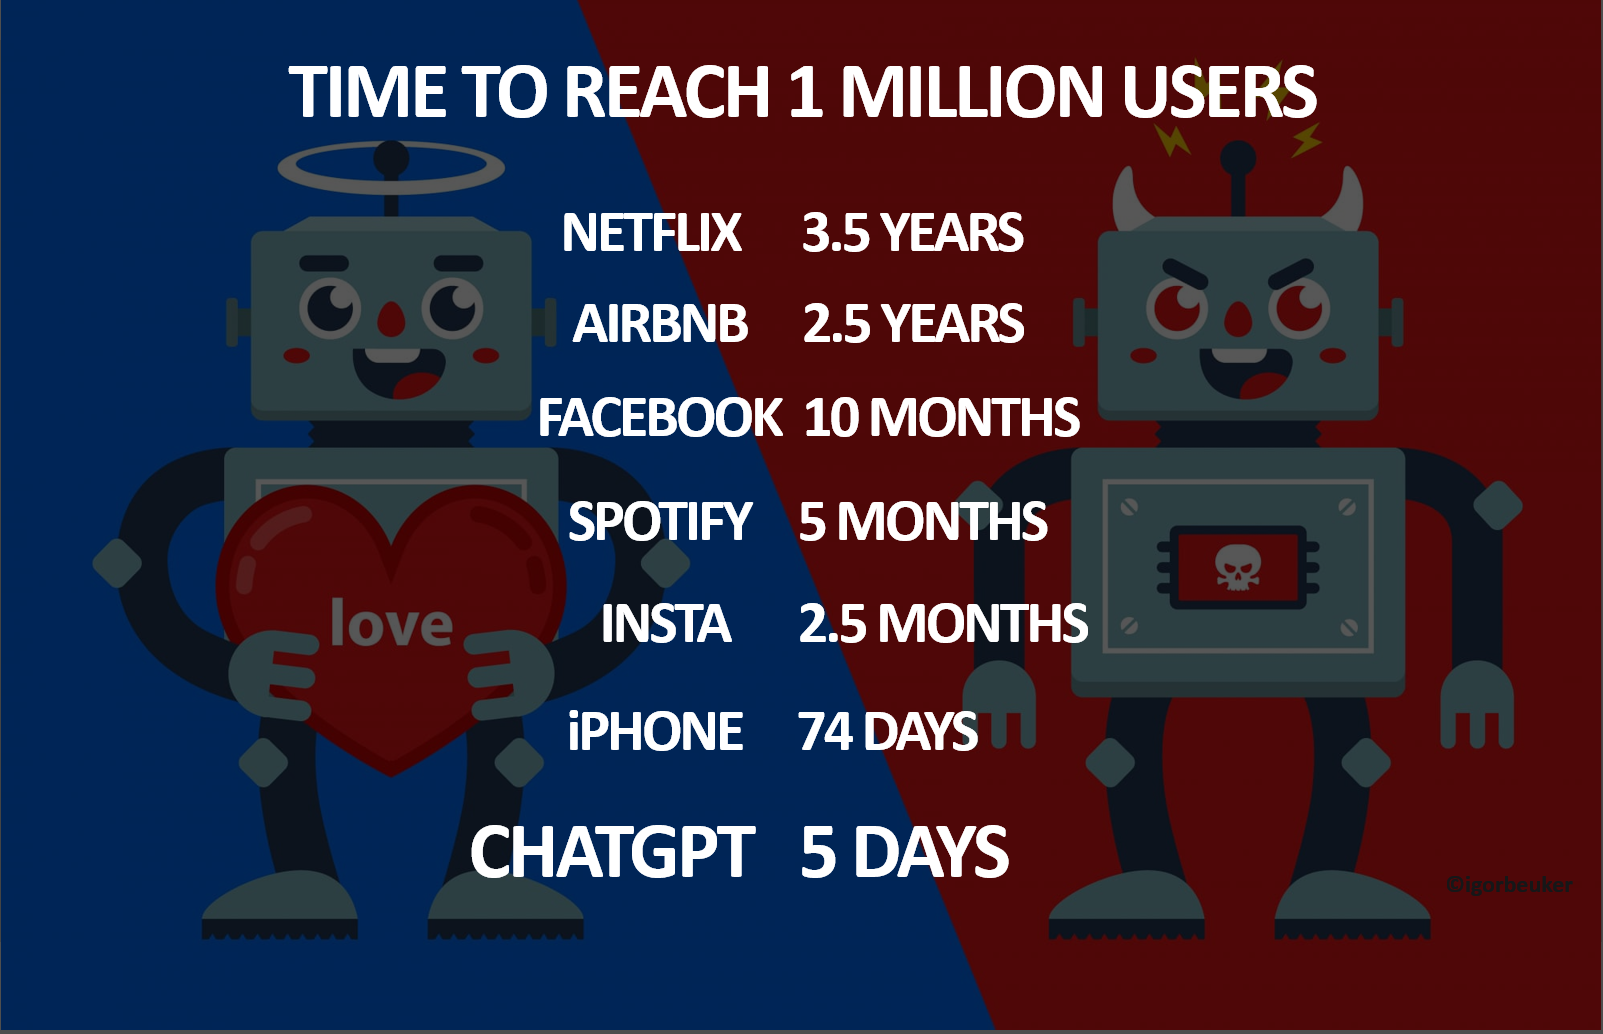 TIME TO REACH 1 MILLION USERS
NETFLIX 3.5 YEARS
AIRBNB 2.5 YEARS
FACEBOOK 10 MONTHS
SPOTIFY 5 MONTHS
INSTA 2.5 MONTHS
iPHONE 74 DAYS
CHATGPT 5 DAYS
love
©igorbeuker